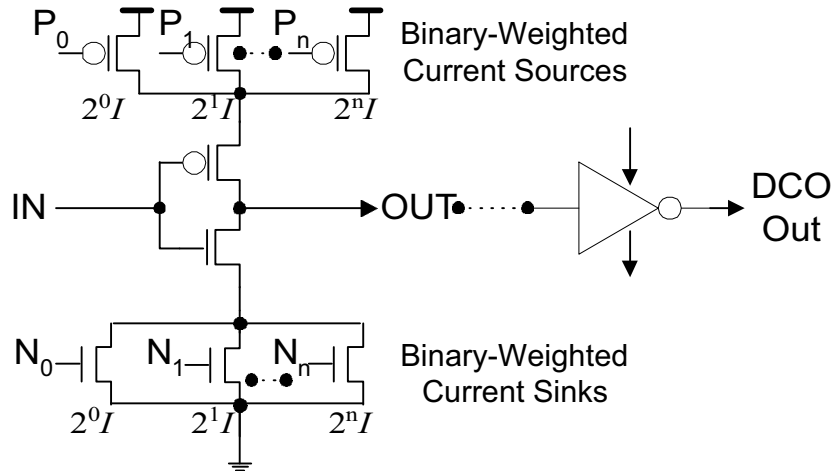 P₀ P₁ Pₙ
Binary-Weighted
Current Sources
2⁰I 2¹I 2ⁿI
IN
OUT
DCO
Out
N₀ N₁ Nₙ
Binary-Weighted
Current Sinks
2⁰I 2¹I 2ⁿI